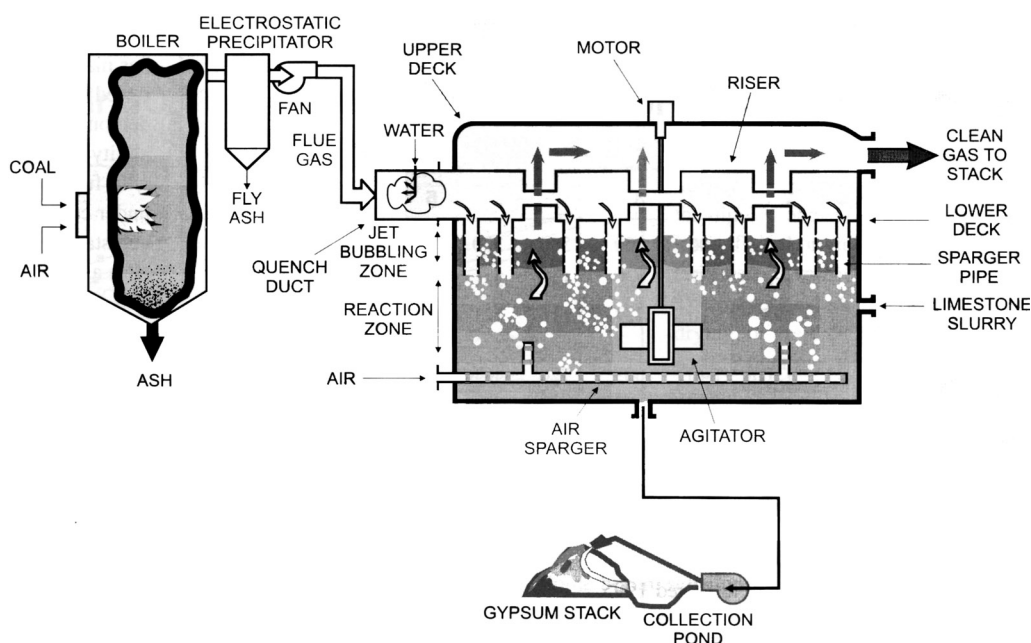 BOILER
ELECTROSTATIC
PRECIPITATOR
FAN
FLUE
GAS
COAL
AIR
FLY
ASH
ASH
UPPER
DECK
MOTOR
RISER
WATER
CLEAN
GAS TO
STACK
LOWER
DECK
SPARGER
PIPE
LIMESTONE
SLURRY
QUENCH
DUCT
JET
BUBBLING
ZONE
REACTION
ZONE
AIR
AIR
SPARGER
AGITATOR
GYPSUM STACK
COLLECTION
POND